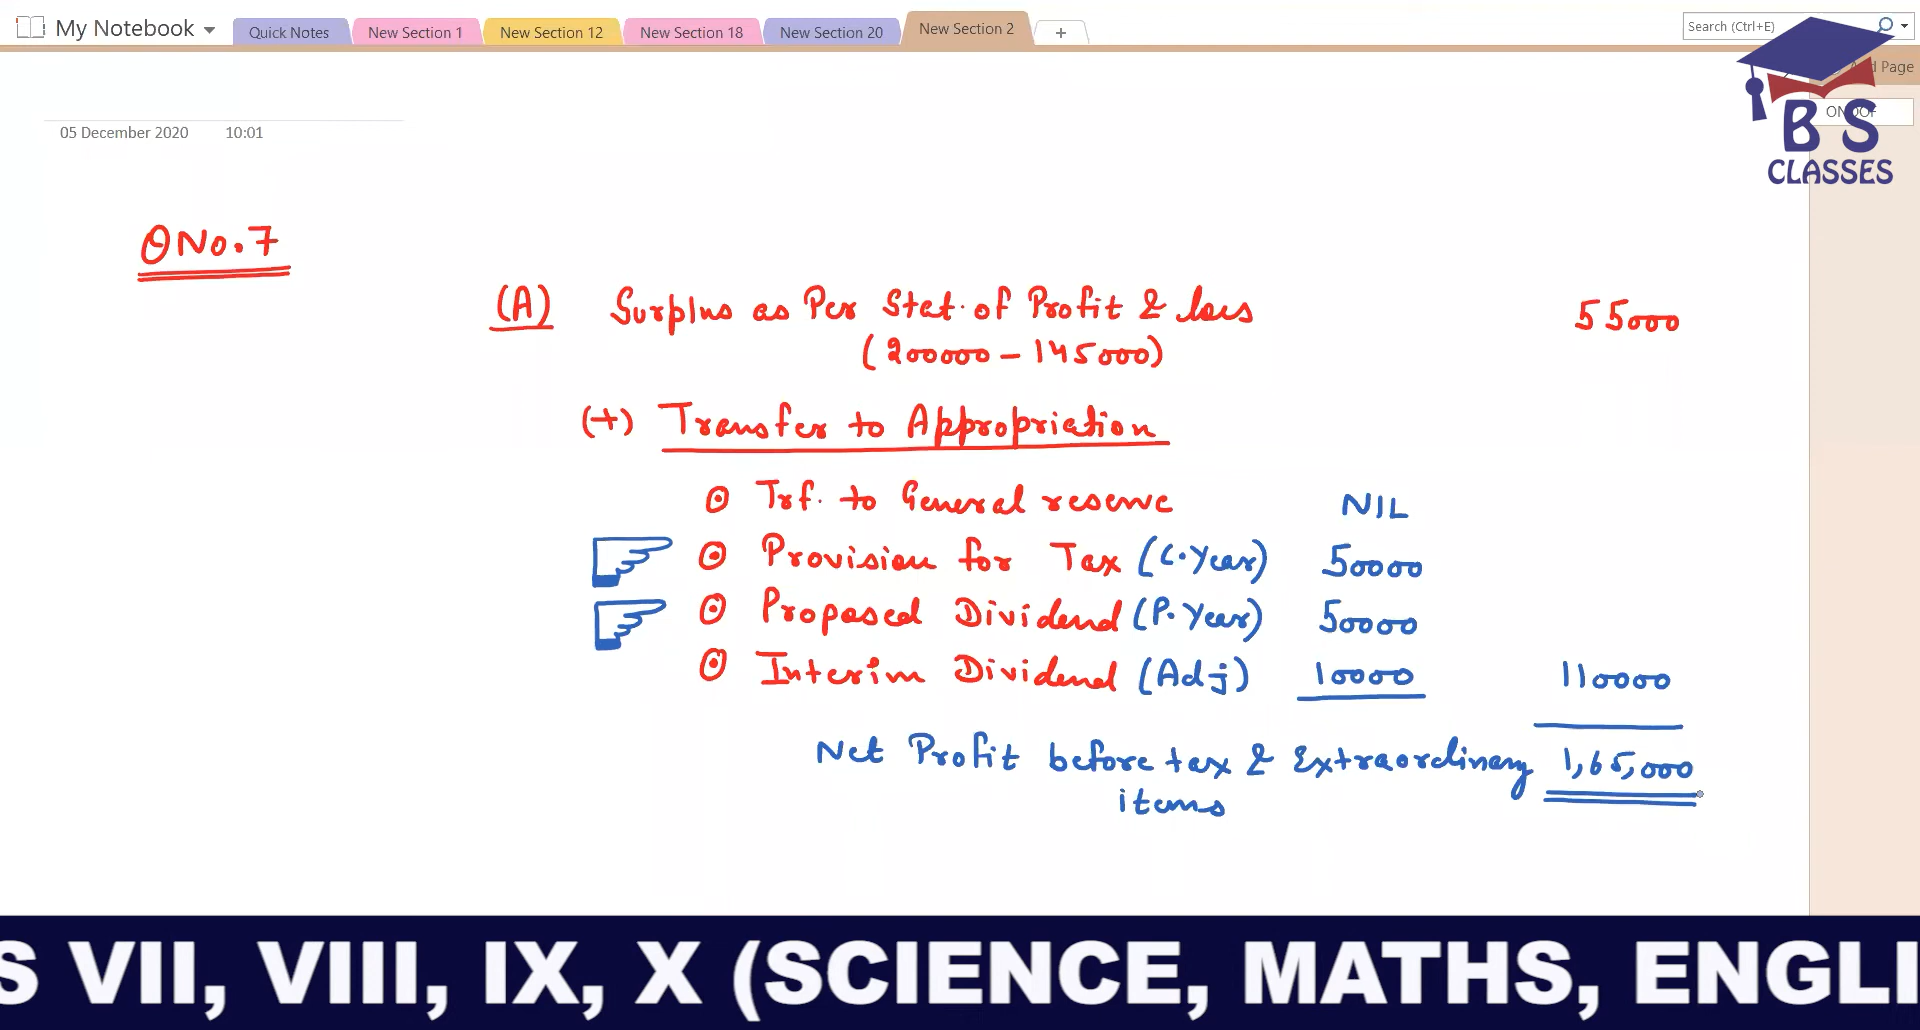 My Notebook
Quick Notes
New Section 1
New Section 12
New Section 18
New Section 20
New Section 2
+
Search (Ctrl+E)
d Page
BS
CLASSES
05 December 2020 10:01
QNo.7
(A) Surplus as Per Stat. of Profit & loss 55000
(200000 - 145000)
(+) Transfer to Appropriation
Trf. to General reserve NIL
Provision for Tax (C.Year) 50000
Proposed Dividend (P.Year) 50000
Interim Dividend (Adj) 10000 110000
Net Profit before tax & Extraordinary 1,65,000
items
S VII, VIII, IX, X (SCIENCE, MATHS, ENGLI